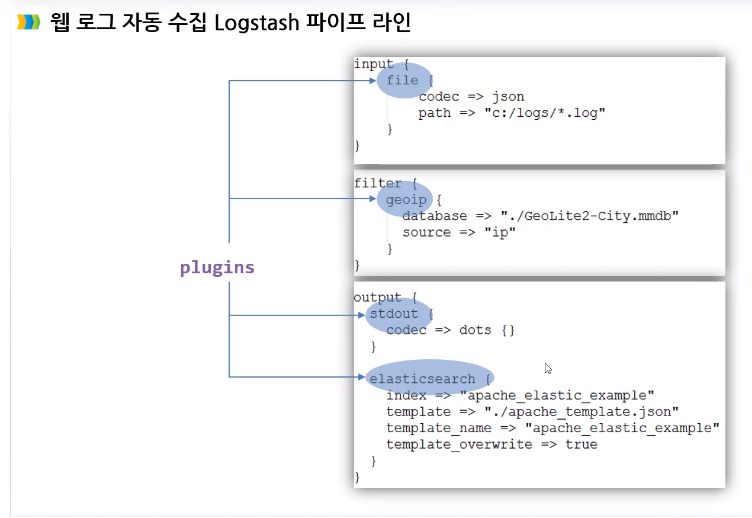 웹 로그 자동 수집 Logstash 파이프 라인
input {
file {
codec => json
path => "c:/logs/*.log"
}
}
filter {
geoip {
database => "./GeoLite2-City.mmdb"
source => "ip"
}
}
plugins
output {
stdout {
codec => dots {}
}
elasticsearch {
index => "apache_elastic_example"
template => "./apache_template.json"
template_name => "apache_elastic_example"
template_overwrite => true
}
}